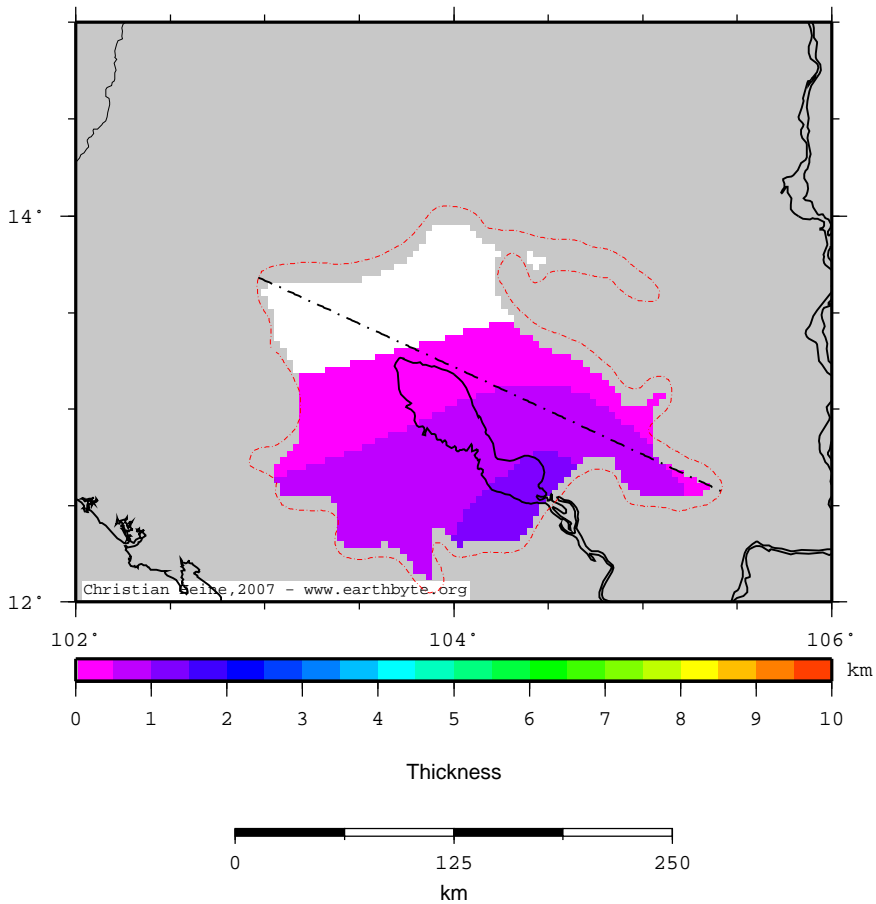 14°
12°
Christian Heine,2007 - www.earthbyte.org
102° 104° 106°
km
0 1 2 3 4 5 6 7 8 9 10
Thickness
0 125 250
km